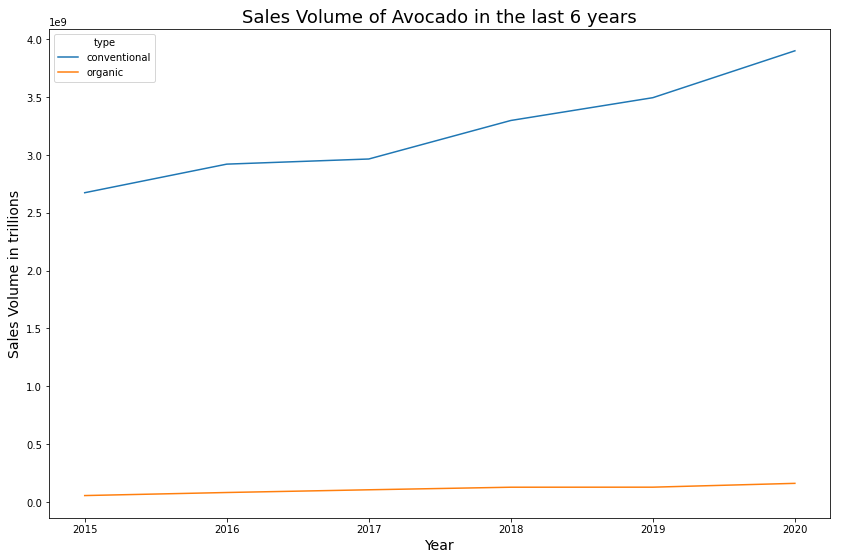 Sales Volume of Avocado in the last 6 years
1e9
type
conventional
organic
4.0
3.5
3.0
2.5
2.0
1.5
1.0
0.5
0.0
Sales Volume in trillions
2015 2016 2017 2018 2019 2020
Year